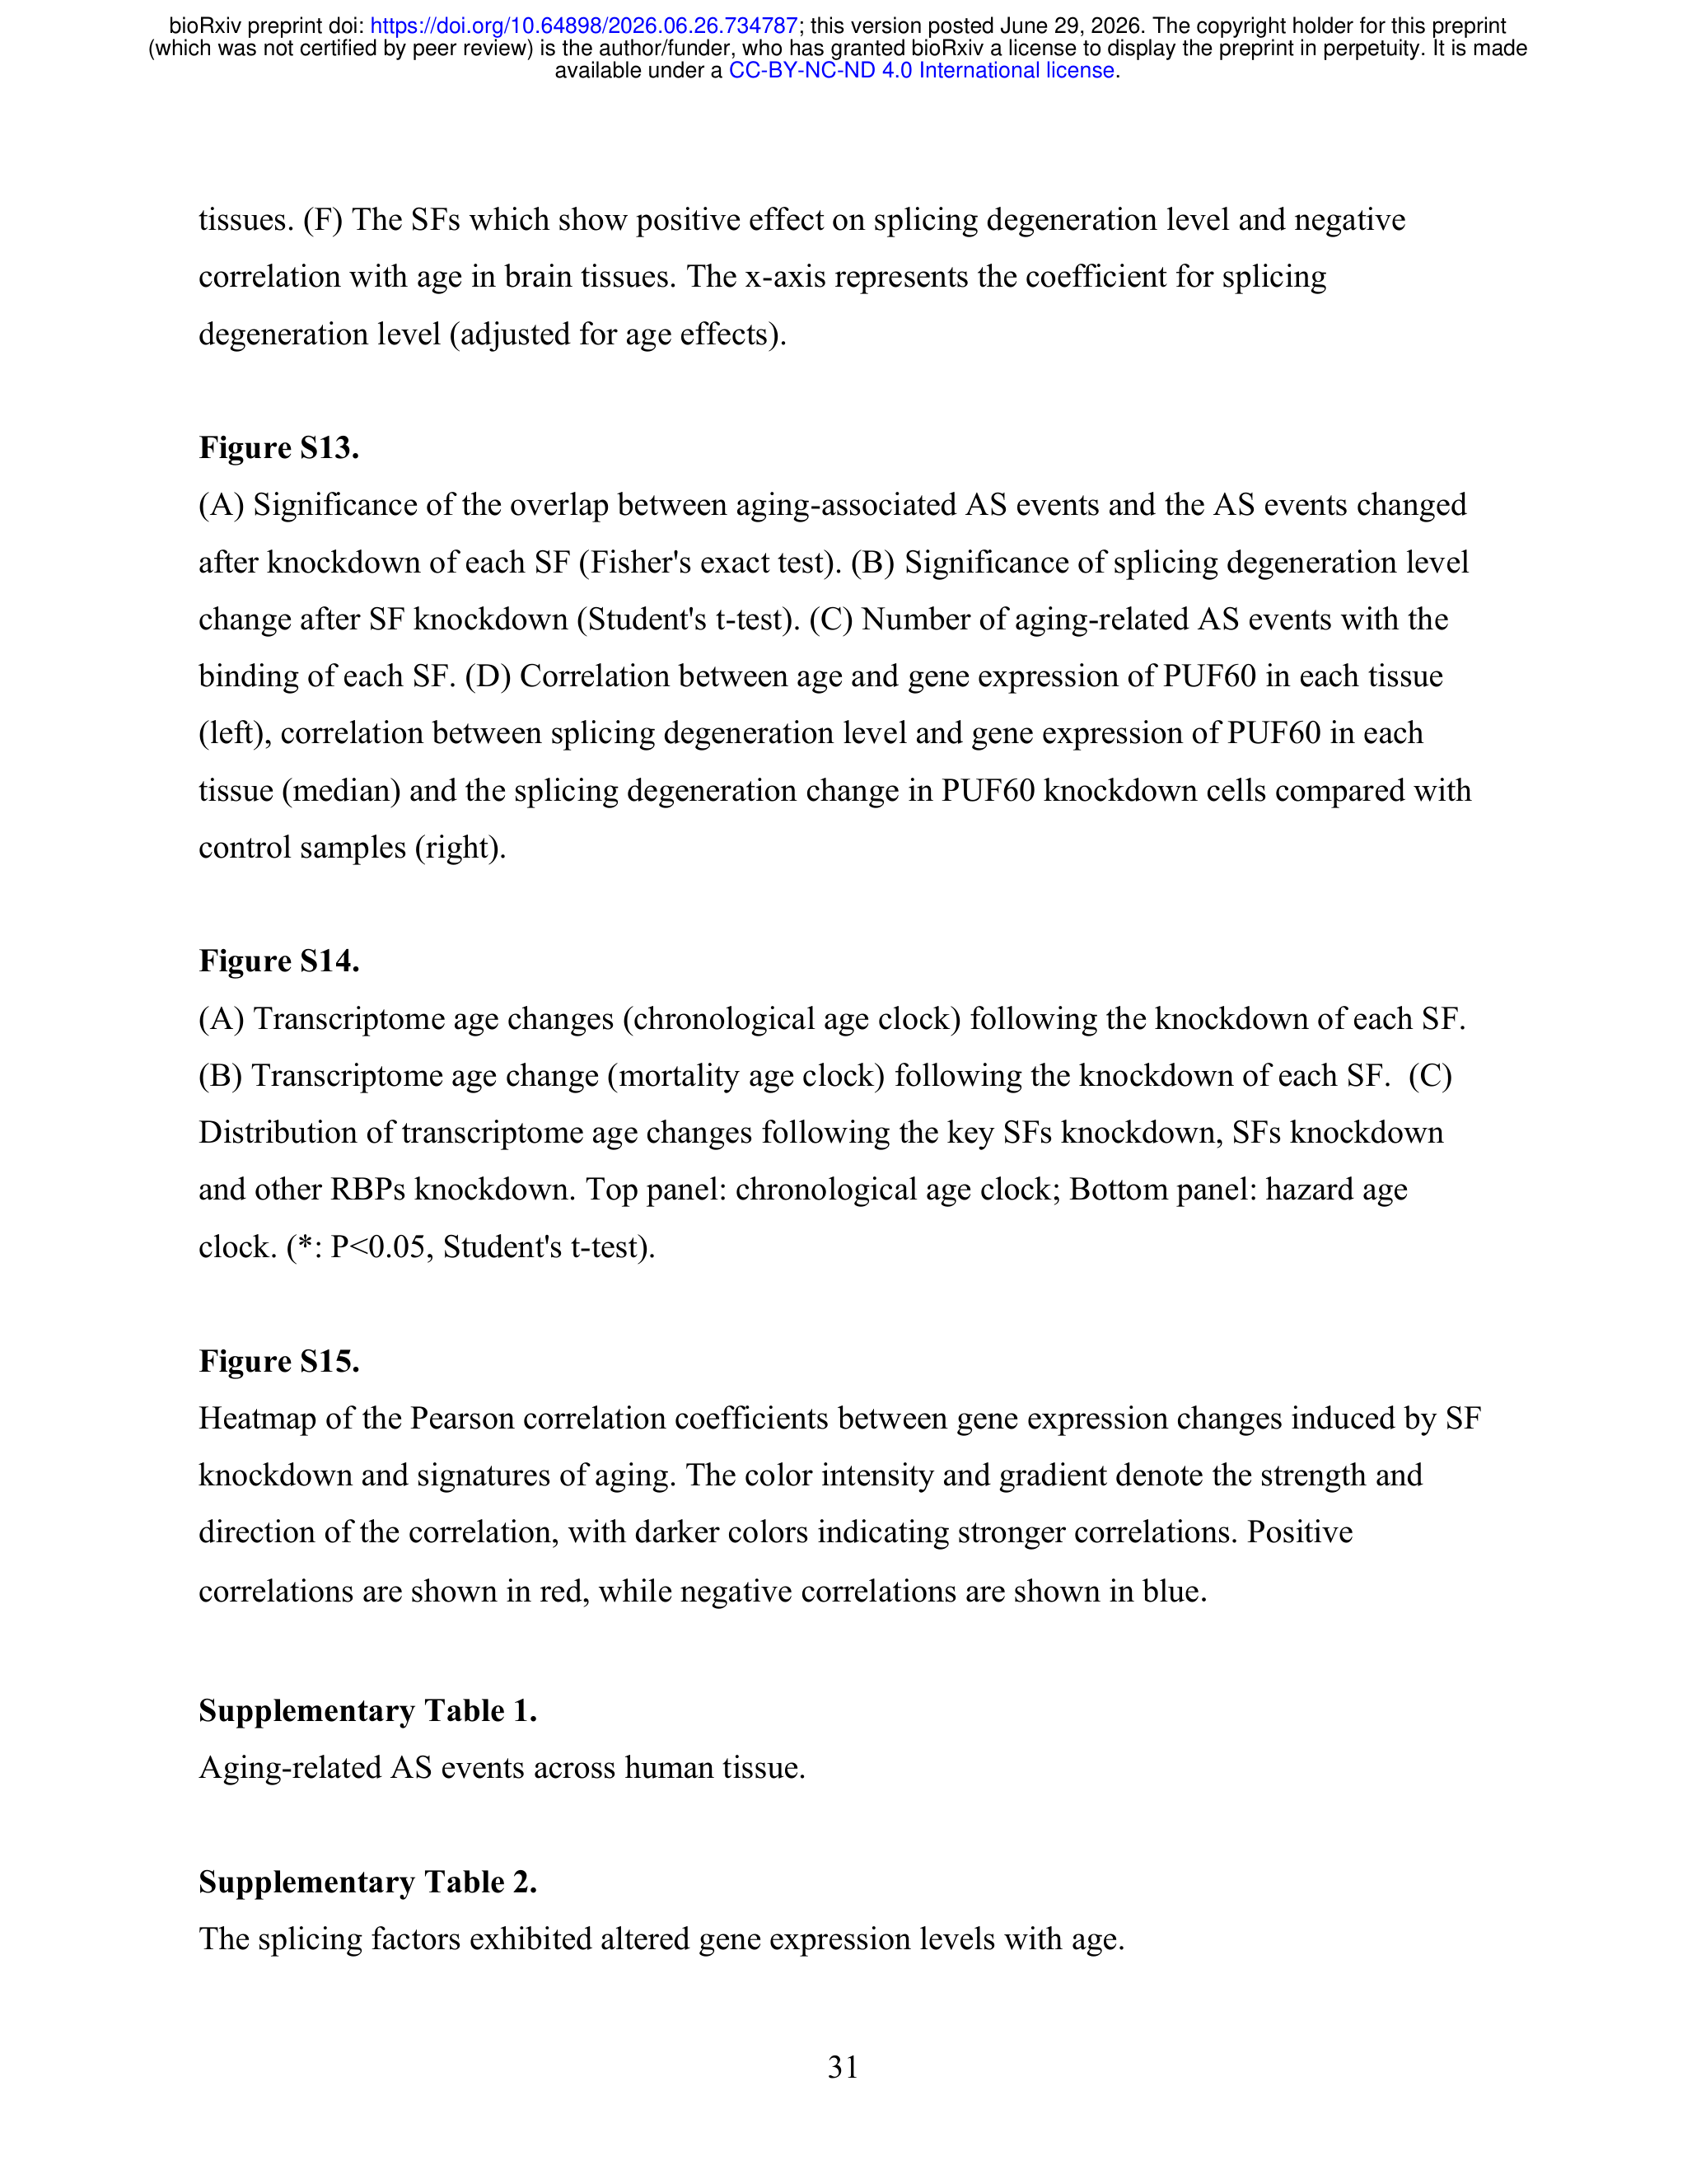 bioRxiv preprint doi: https://doi.org/10.64898/2026.06.26.734787; this version posted June 29, 2026. The copyright holder for this preprint
(which was not certified by peer review) is the author/funder, who has granted bioRxiv a license to display the preprint in perpetuity. It is made
available under a CC-BY-NC-ND 4.0 International license.
tissues. (F) The SFs which show positive effect on splicing degeneration level and negative
correlation with age in brain tissues. The x-axis represents the coefficient for splicing
degeneration level (adjusted for age effects).
Figure S13.
(A) Significance of the overlap between aging-associated AS events and the AS events changed
after knockdown of each SF (Fisher's exact test). (B) Significance of splicing degeneration level
change after SF knockdown (Student's t-test). (C) Number of aging-related AS events with the
binding of each SF. (D) Correlation between age and gene expression of PUF60 in each tissue
(left), correlation between splicing degeneration level and gene expression of PUF60 in each
tissue (median) and the splicing degeneration change in PUF60 knockdown cells compared with
control samples (right).
Figure S14.
(A) Transcriptome age changes (chronological age clock) following the knockdown of each SF.
(B) Transcriptome age change (mortality age clock) following the knockdown of each SF.  (C)
Distribution of transcriptome age changes following the key SFs knockdown, SFs knockdown
and other RBPs knockdown. Top panel: chronological age clock; Bottom panel: hazard age
clock. (*: P<0.05, Student's t-test).
Figure S15.
Heatmap of the Pearson correlation coefficients between gene expression changes induced by SF
knockdown and signatures of aging. The color intensity and gradient denote the strength and
direction of the correlation, with darker colors indicating stronger correlations. Positive
correlations are shown in red, while negative correlations are shown in blue.
Supplementary Table 1.
Aging-related AS events across human tissue.
Supplementary Table 2.
The splicing factors exhibited altered gene expression levels with age.
31